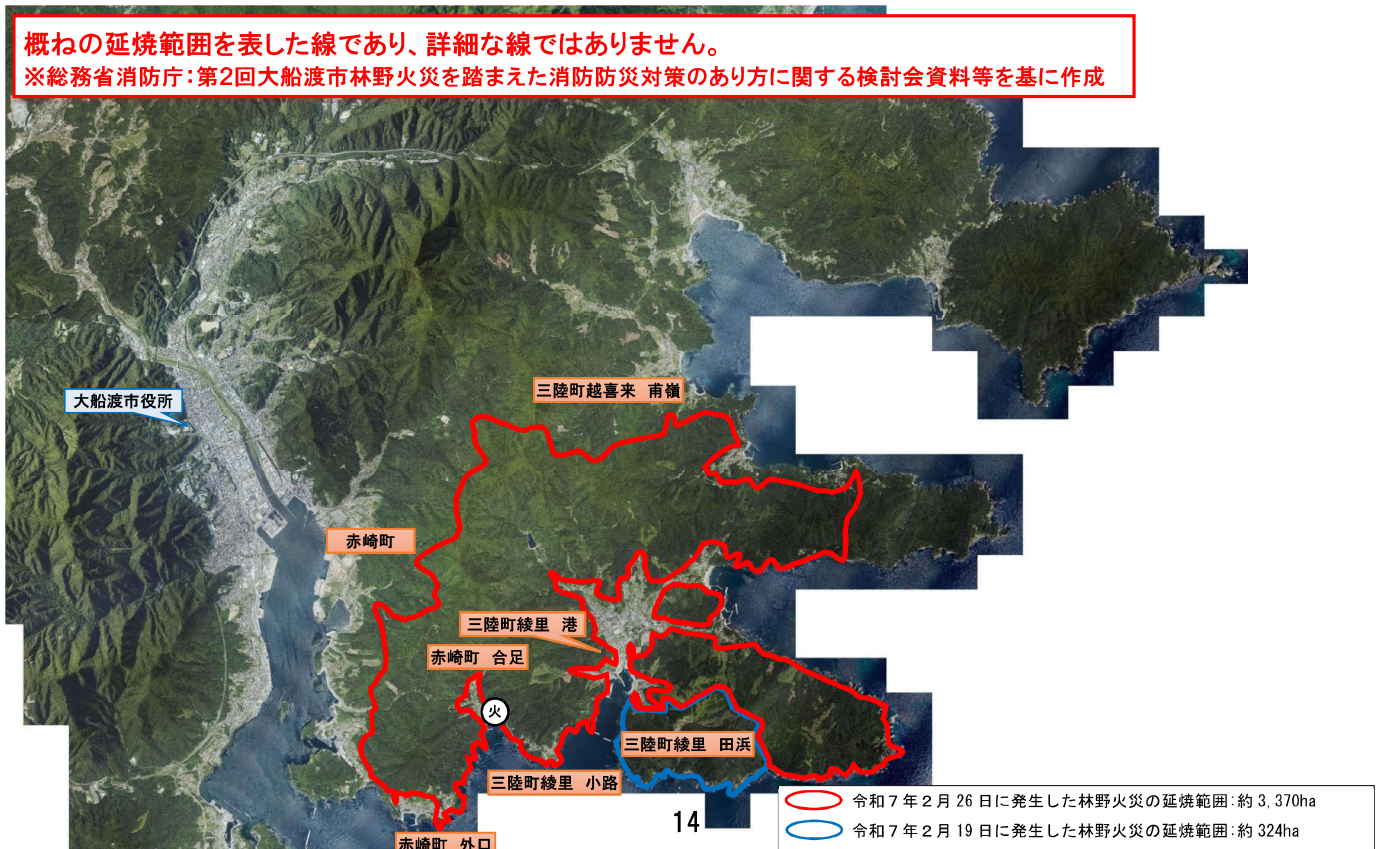 概ねの延焼範囲を表した線であり、詳細な線ではありません。
※総務省消防庁:第2回大船渡市林野火災を踏まえた消防防災対策のあり方に関する検討会資料等を基に作成
三陸町越喜来 甫嶺
大船渡市役所
赤崎町
三陸町綾里 港
赤崎町 合足
火
三陸町綾里 田浜
三陸町綾里 小路
赤崎町 外口
14
令和7年2月26日に発生した林野火災の延焼範囲:約3,370ha
令和7年2月19日に発生した林野火災の延焼範囲:約324ha